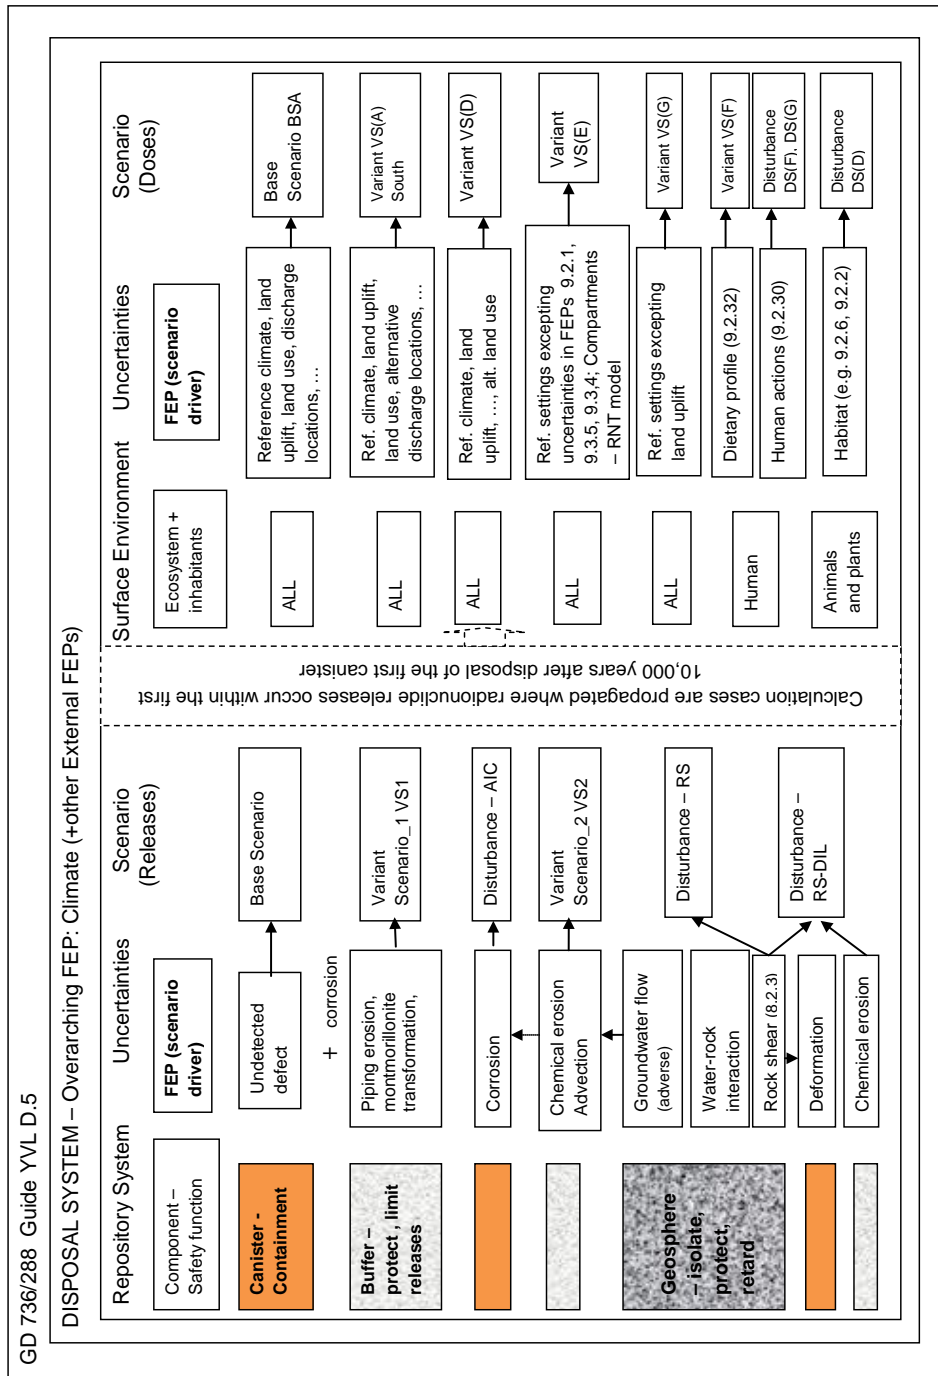 GD 736/288 Guide YVL D.5
DISPOSAL SYSTEM – Overarching FEP: Climate (+other External FEPs)
Repository System
Uncertainties
Scenario
(Releases)
Component –
Safety function
FEP (scenario
driver)
Canister -
Containment
Undetected
defect
Base Scenario
+ corrosion
Buffer –
protect , limit
releases
Piping erosion,
montmorillonite
transformation,
Variant
Scenario_1 VS1
Corrosion
Disturbance – AIC
Chemical erosion
Advection
Variant
Scenario_2 VS2
Geosphere
– isolate,
protect,
retard
Groundwater flow
(adverse)
Water-rock
interaction
Rock shear (8.2.3)
Disturbance – RS
Deformation
Disturbance –
RS-DIL
Chemical erosion
Calculation cases are propagated where radionuclide releases occur within the first
10,000 years after disposal of the first canister
Surface Environment
Uncertainties
Scenario
(Doses)
Ecosystem +
inhabitants
FEP (scenario
driver)
ALL
Reference climate, land
uplift, land use, discharge
locations, …
Base
Scenario BSA
ALL
Ref. climate, land uplift,
land use, alternative
discharge locations, …
Variant VS(A)
South
ALL
Ref. climate, land
uplift, …, alt. land use
Variant VS(D)
ALL
Ref. settings excepting
uncertainties in FEPs 9.2.1,
9.3.5, 9.3,4; Compartments
– RNT model
Variant
VS(E)
ALL
Ref. settings excepting
land uplift
Variant VS(G)
Human
Dietary profile (9.2.32)
Variant VS(F)
Human actions (9.2.30)
Disturbance
DS(F), DS(G)
Animals
and plants
Habitat (e.g. 9.2.6, 9.2.2)
Disturbance
DS(D)